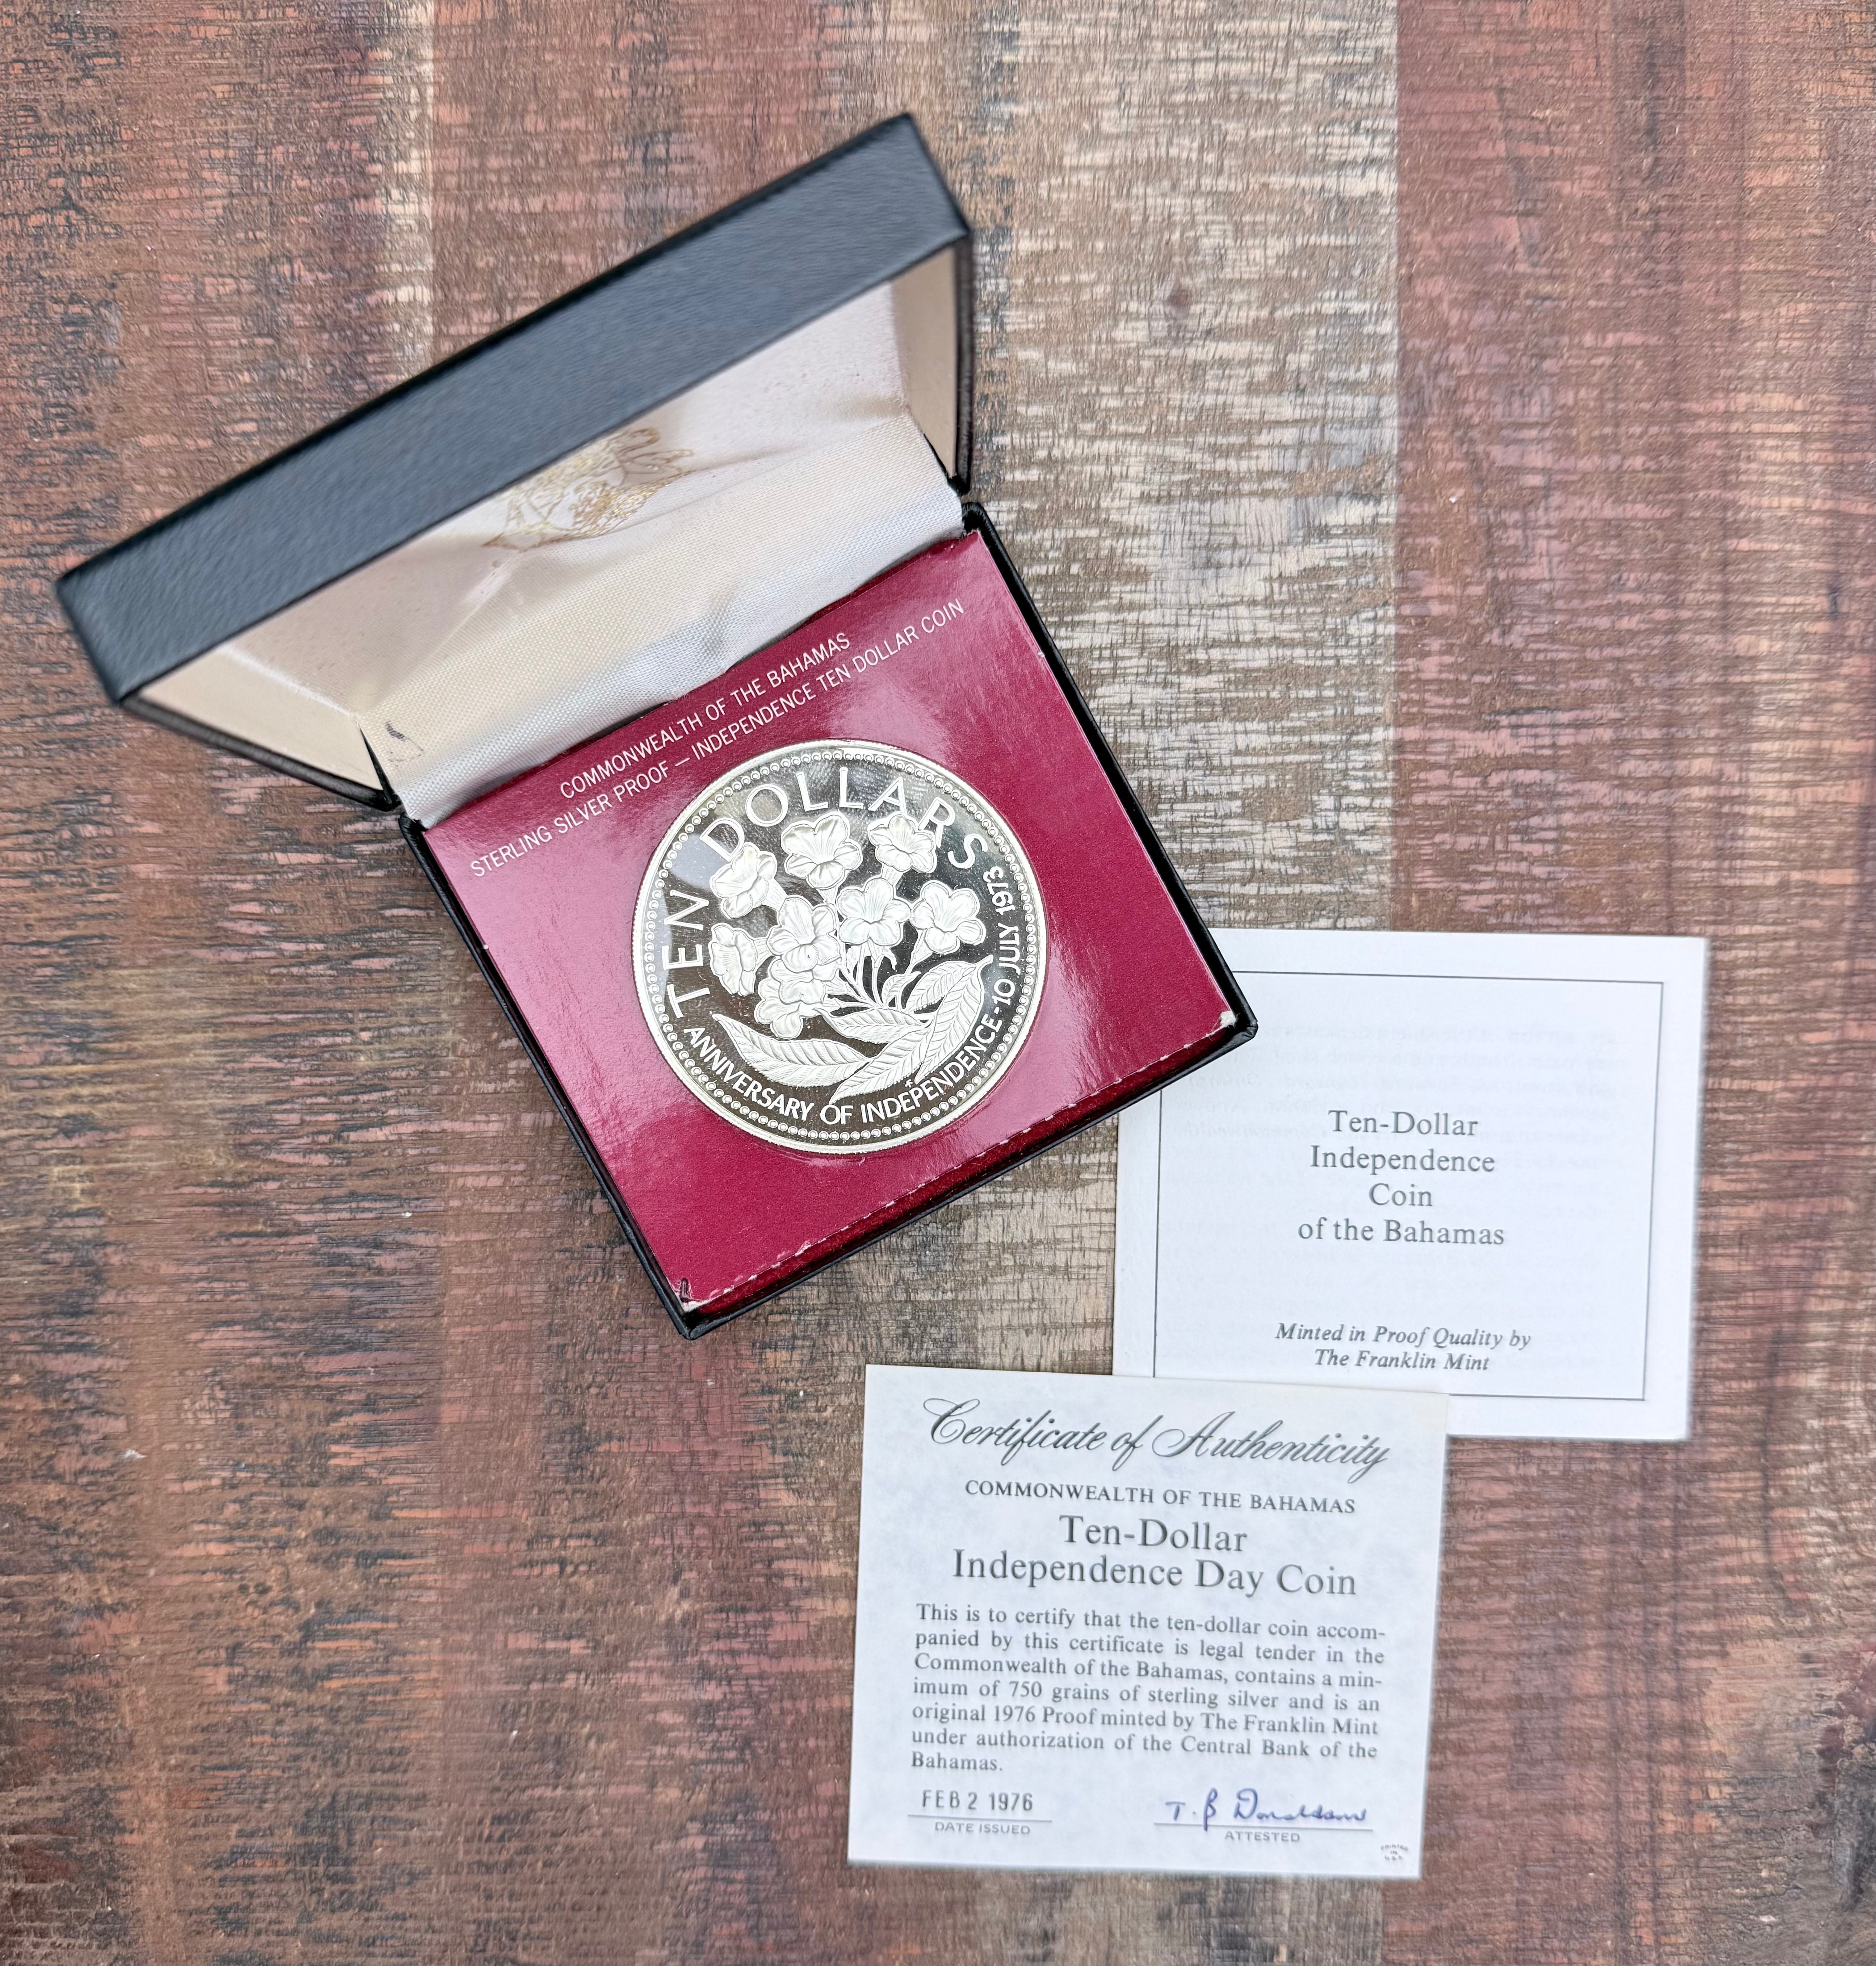 COMMONWEALTH OF THE BAHAMAS
STERLING SILVER PROOF — INDEPENDENCE TEN DOLLAR COIN
TEN DOLLARS
ANNIVERSARY OF INDEPENDENCE · 10 JULY 1973
Ten-Dollar
Independence
Coin
of the Bahamas
Minted in Proof Quality by
The Franklin Mint
Certificate of Authenticity
COMMONWEALTH OF THE BAHAMAS
Ten-Dollar
Independence Day Coin
This is to certify that the ten-dollar coin accom-
panied by this certificate is legal tender in the
Commonwealth of the Bahamas, contains a min-
imum of 750 grains of sterling silver and is an
original 1976 Proof minted by The Franklin Mint
under authorization of the Central Bank of the
Bahamas.
FEB 2 1976
DATE ISSUED
T. B Donaldson
ATTESTED
PRINTED
IN
U.S.A.